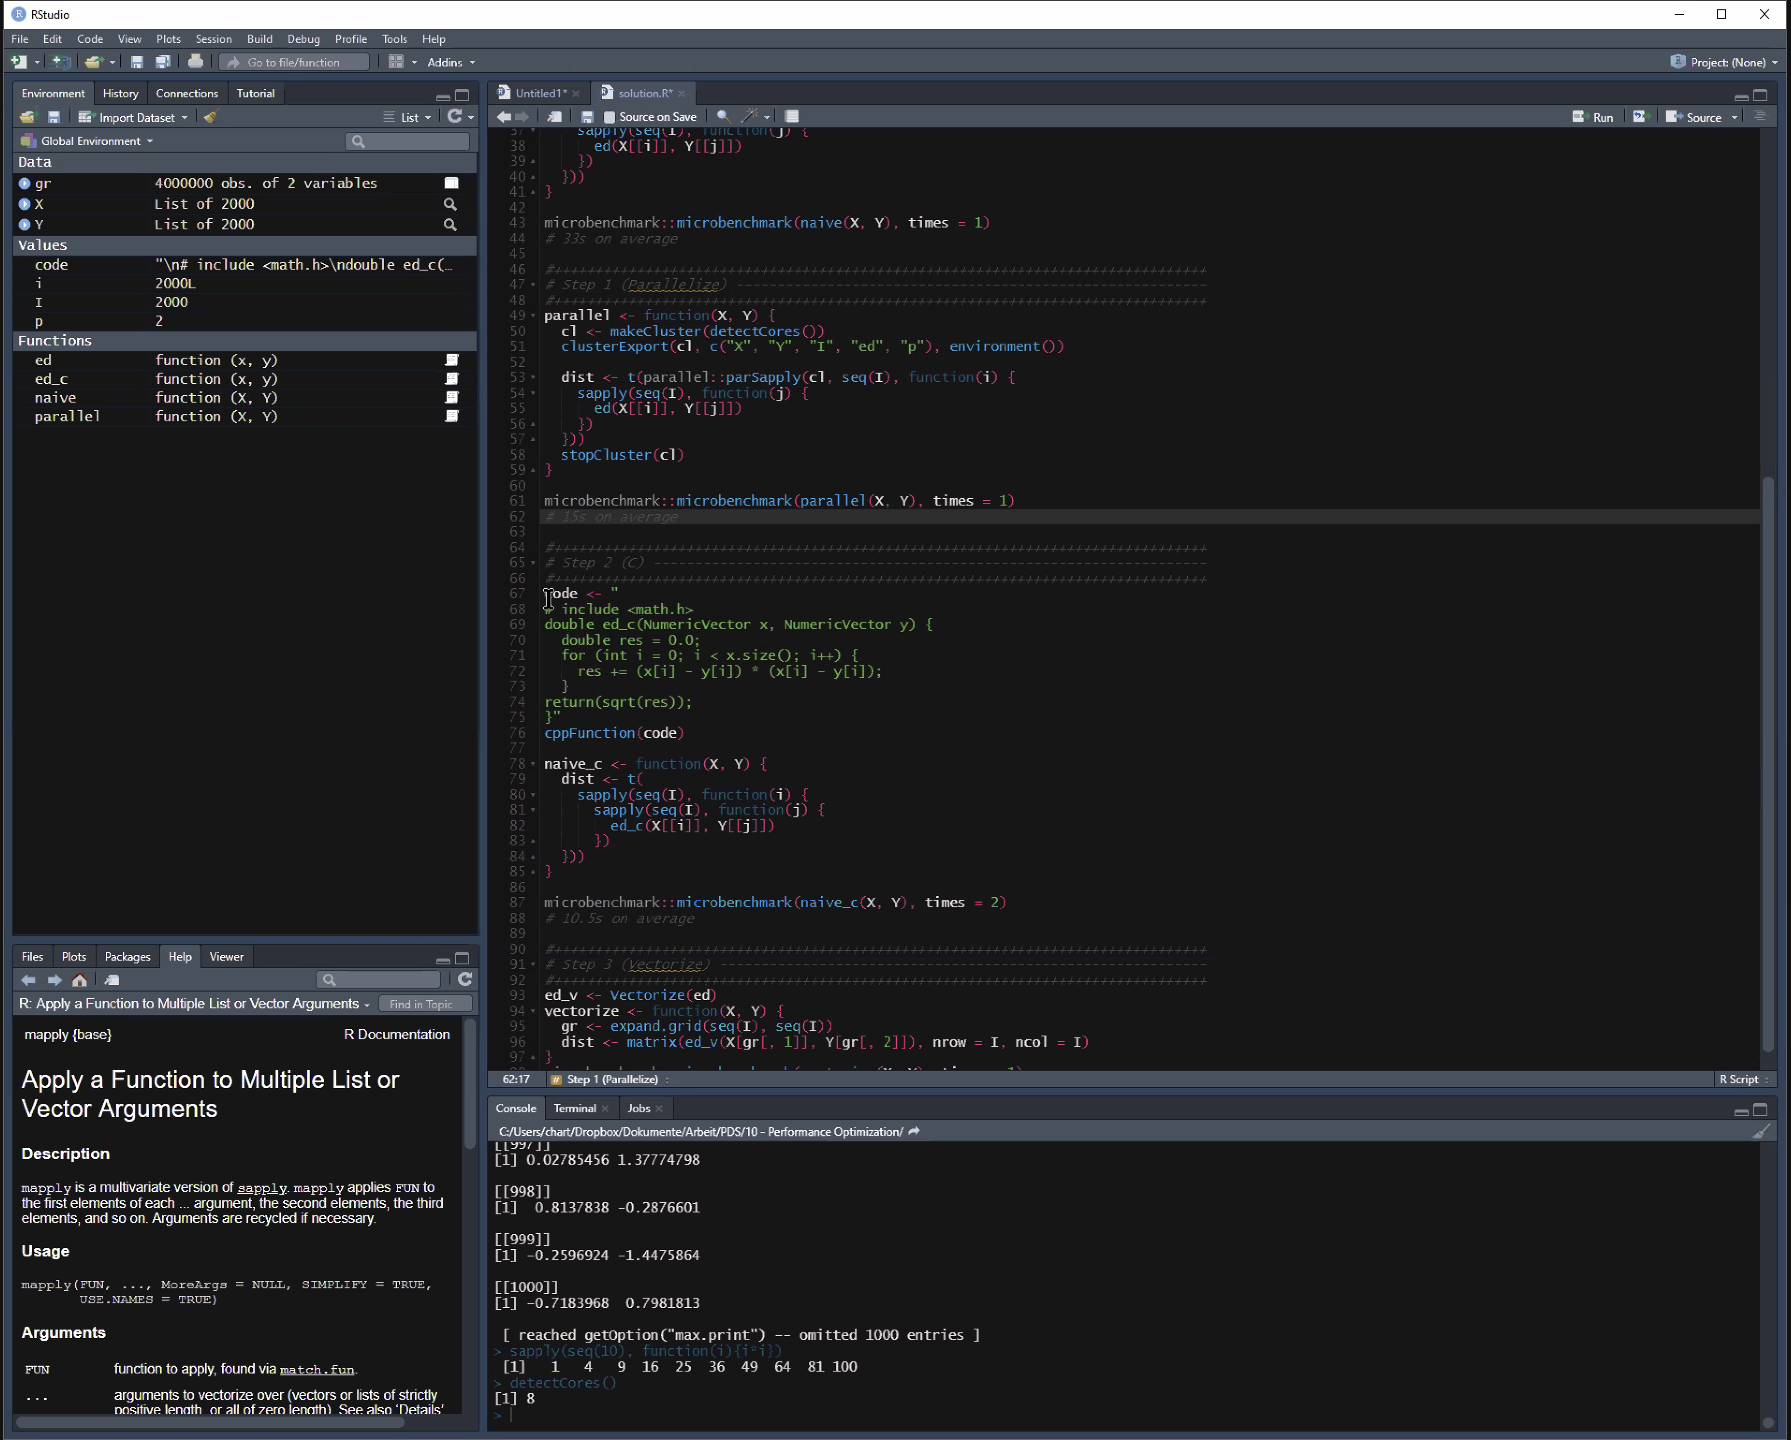 RStudio
File Edit Code View Plots Session Build Debug Profile Tools Help
Go to file/function Addins Project: (None)
Environment History Connections Tutorial
Import Dataset List
Global Environment
Data
gr 4000000 obs. of 2 variables
X List of 2000
Y List of 2000
Values
code "\n# include <math.h>\ndouble ed_c(…
i 2000L
I 2000
p 2
Functions
ed function (x, y)
ed_c function (x, y)
naive function (X, Y)
parallel function (X, Y)
Files Plots Packages Help Viewer
R: Apply a Function to Multiple List or Vector Arguments Find in Topic
mapply {base} R Documentation
Apply a Function to Multiple List or
Vector Arguments
Description
mapply is a multivariate version of sapply. mapply applies FUN to
the first elements of each ... argument, the second elements, the third
elements, and so on. Arguments are recycled if necessary.
Usage
mapply(FUN, ..., MoreArgs = NULL, SIMPLIFY = TRUE,
USE.NAMES = TRUE)
Arguments
FUN function to apply, found via match.fun.
... arguments to vectorize over (vectors or lists of strictly
positive length, or all of zero length). See also 'Details'
Untitled1* solution.R*
Source on Save Run Source
37 sapply(seq(I), function(j) {
38 ed(X[[i]], Y[[j]])
39 })
40 }))
41 }
42
43 microbenchmark::microbenchmark(naive(X, Y), times = 1)
44 # 33s on average
45
46 #++++++++++++++++++++++++++++++++++++++++++++++++++++++++++++++++++++++++++++++++
47 # Step 1 (Parallelize) ---------------------------------------------------------
48 #++++++++++++++++++++++++++++++++++++++++++++++++++++++++++++++++++++++++++++++++
49 parallel <- function(X, Y) {
50 cl <- makeCluster(detectCores())
51 clusterExport(cl, c("X", "Y", "I", "ed", "p"), environment())
52
53 dist <- t(parallel::parSapply(cl, seq(I), function(i) {
54 sapply(seq(I), function(j) {
55 ed(X[[i]], Y[[j]])
56 })
57 }))
58 stopCluster(cl)
59 }
60
61 microbenchmark::microbenchmark(parallel(X, Y), times = 1)
62 # 15s on average
63
64 #++++++++++++++++++++++++++++++++++++++++++++++++++++++++++++++++++++++++++++++++
65 # Step 2 (C) -------------------------------------------------------------------
66 #++++++++++++++++++++++++++++++++++++++++++++++++++++++++++++++++++++++++++++++++
67 code <- "
68 # include <math.h>
69 double ed_c(NumericVector x, NumericVector y) {
70 double res = 0.0;
71 for (int i = 0; i < x.size(); i++) {
72 res += (x[i] - y[i]) * (x[i] - y[i]);
73 }
74 return(sqrt(res));
75 }"
76 cppFunction(code)
77
78 naive_c <- function(X, Y) {
79 dist <- t(
80 sapply(seq(I), function(i) {
81 sapply(seq(I), function(j) {
82 ed_c(X[[i]], Y[[j]])
83 })
84 }))
85 }
86
87 microbenchmark::microbenchmark(naive_c(X, Y), times = 2)
88 # 10.5s on average
89
90 #++++++++++++++++++++++++++++++++++++++++++++++++++++++++++++++++++++++++++++++++
91 # Step 3 (Vectorize) -----------------------------------------------------------
92 #++++++++++++++++++++++++++++++++++++++++++++++++++++++++++++++++++++++++++++++++
93 ed_v <- Vectorize(ed)
94 vectorize <- function(X, Y) {
95 gr <- expand.grid(seq(I), seq(I))
96 dist <- matrix(ed_v(X[gr[, 1]], Y[gr[, 2]]), nrow = I, ncol = I)
97 }
62:17 Step 1 (Parallelize) R Script
Console Terminal Jobs
C:/Users/chart/Dropbox/Dokumente/Arbeit/PDS/10 - Performance Optimization/
[[997]]
[1] 0.02785456 1.37774798
[[998]]
[1] 0.8137838 -0.2876601
[[999]]
[1] -0.2596924 -1.4475864
[[1000]]
[1] -0.7183968 0.7981813
[ reached getOption("max.print") -- omitted 1000 entries ]
> sapply(seq(10), function(i){i*i})
[1] 1 4 9 16 25 36 49 64 81 100
> detectCores()
[1] 8
>